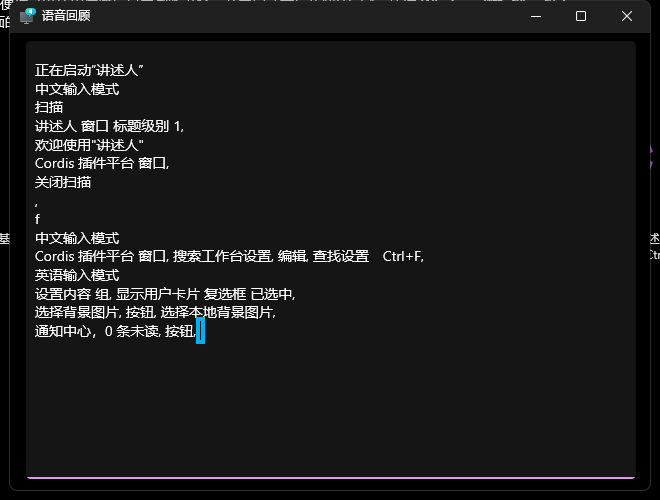 语音回顾
正在启动"讲述人"
中文输入模式
扫描
讲述人 窗口 标题级别 1,
欢迎使用"讲述人"
Cordis 插件平台 窗口,
关闭扫描
,
f
中文输入模式
Cordis 插件平台 窗口, 搜索工作台设置, 编辑, 查找设置　Ctrl+F,
英语输入模式
设置内容 组, 显示用户卡片 复选框 已选中,
选择背景图片, 按钮, 选择本地背景图片,
通知中心，0 条未读, 按钮,
基
述
Ctr